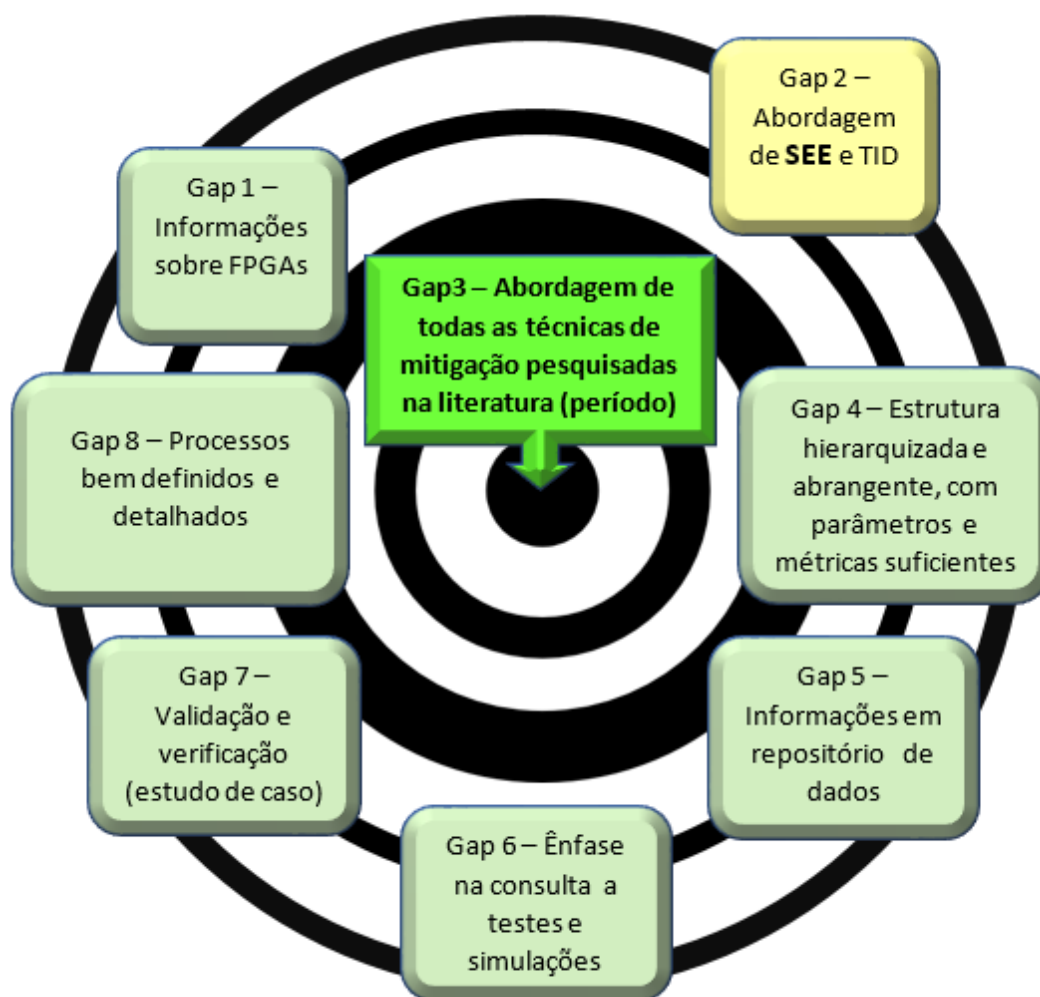 Gap 1 –
Informações
sobre FPGAs
Gap 2 –
Abordagem
de SEE e TID
Gap3 – Abordagem de
todas as técnicas de
mitigação pesquisadas
na literatura (período)
Gap 4 – Estrutura
hierarquizada e
abrangente, com
parâmetros e
métricas suficientes
Gap 5 –
Informações em
repositório de
dados
Gap 6 – Ênfase
na consulta a
testes e
simulações
Gap 7 –
Validação e
verificação
(estudo de caso)
Gap 8 – Processos
bem definidos e
detalhados